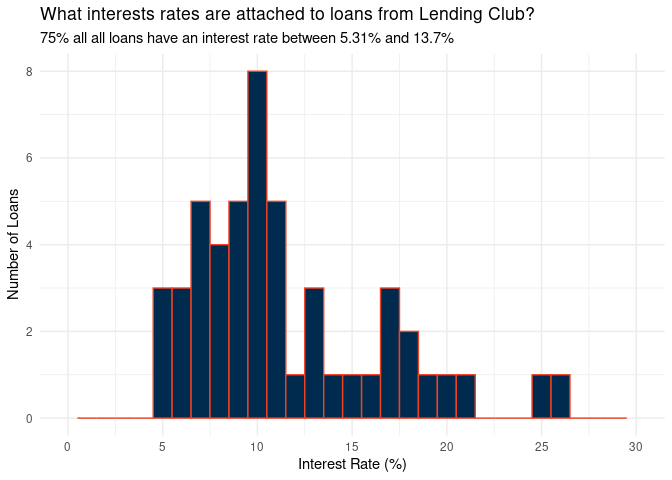 What interests rates are attached to loans from Lending Club?
75% all all loans have an interest rate between 5.31% and 13.7%
8
6
4
2
0
Number of Loans
0 5 10 15 20 25 30
Interest Rate (%)